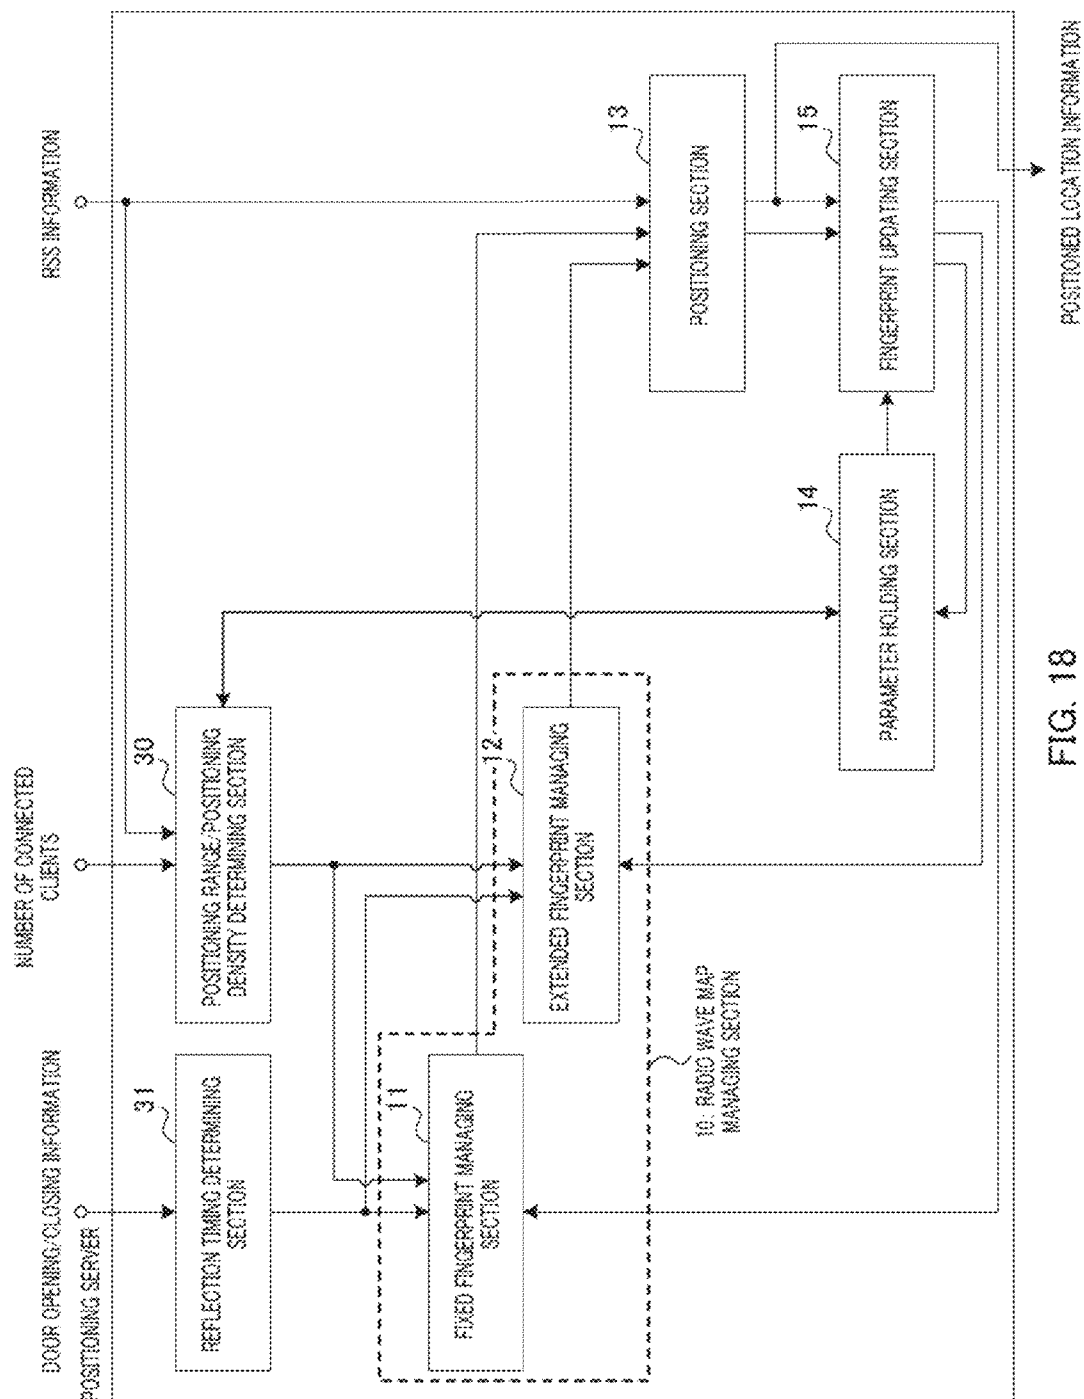 DOOR OPENING/CLOSING INFORMATION
POSITIONING SERVER
NUMBER OF CONNECTED
CLIENTS
RSS INFORMATION
31
REFLECTION TIMING DETERMINING
SECTION
30
POSITIONING RANGE/POSITIONING
DENSITY DETERMINING SECTION
11
FIXED FINGERPRINT MANAGING
SECTION
12
EXTENDED FINGERPRINT MANAGING
SECTION
10: RADIO WAVE MAP
MANAGING SECTION
13
POSITIONING SECTION
14
PARAMETER HOLDING SECTION
15
FINGERPRINT UPDATING SECTION
POSITIONED LOCATION INFORMATION
FIG. 18